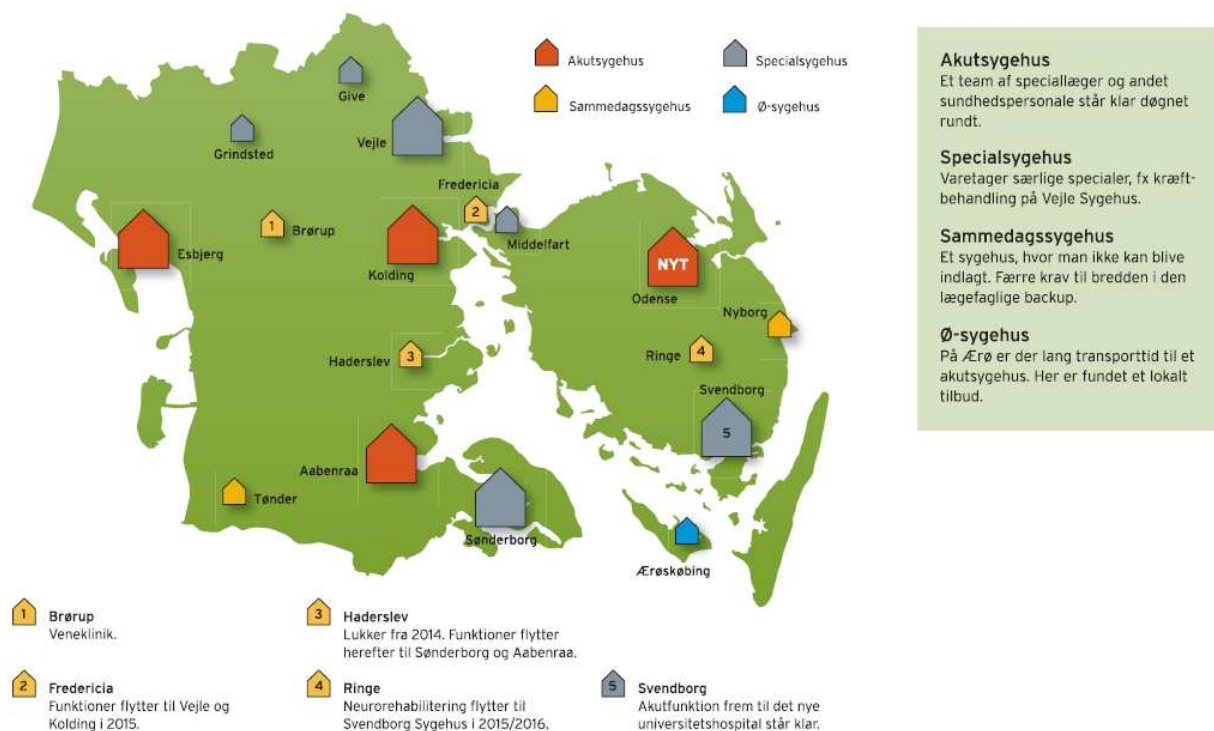 Akutsygehus
Specialsygehus
Sammedagssygehus
Ø-sygehus
Give
Vejle
Grindsted
Fredericia
2
Middelfart
1
Brørup
Esbjerg
Kolding
NYT
Odense
Nyborg
Haderslev
3
Ringe
4
Svendborg
5
Aabenraa
Tønder
Sønderborg
Ærøskøbing
Akutsygehus
Et team af speciallæger og andet
sundhedspersonale står klar døgnet
rundt.
Specialsygehus
Varetager særlige specialer, fx kræft-
behandling på Vejle Sygehus.
Sammedagssygehus
Et sygehus, hvor man ikke kan blive
indlagt. Færre krav til bredden i den
lægefaglige backup.
Ø-sygehus
På Ærø er der lang transporttid til et
akutsygehus. Her er fundet et lokalt
tilbud.
1 Brørup
Veneklinik.
2 Fredericia
Funktioner flytter til Vejle og
Kolding i 2015.
3 Haderslev
Lukker fra 2014. Funktioner flytter
herefter til Sønderborg og Aabenraa.
4 Ringe
Neurorehabilitering flytter til
Svendborg Sygehus i 2015/2016.
5 Svendborg
Akutfunktion frem til det nye
universitetshospital står klar.